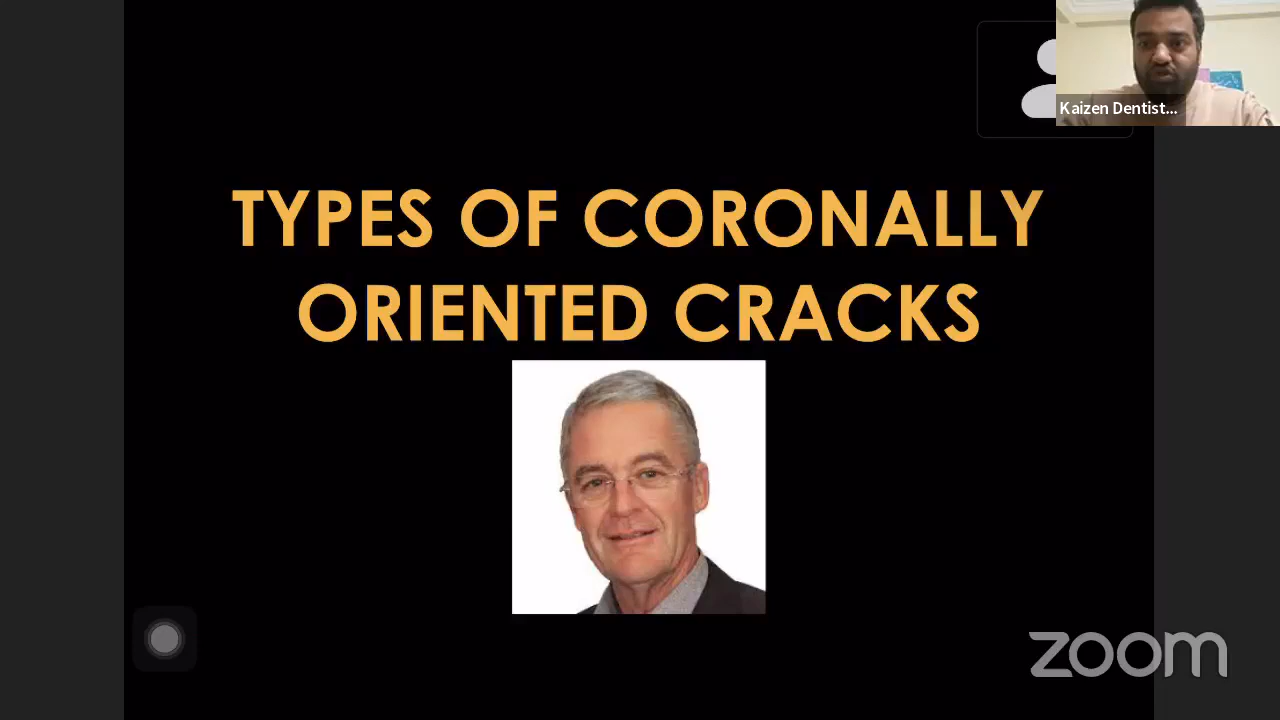 Kaizen Dentist...
TYPES OF CORONALLY
ORIENTED CRACKS
zoom